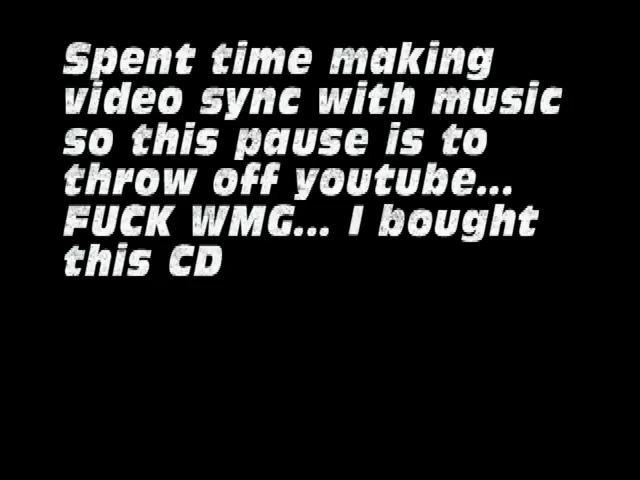 Spent time making
video sync with music
so this pause is to
throw off youtube...
FUCK WMG... I bought
this CD